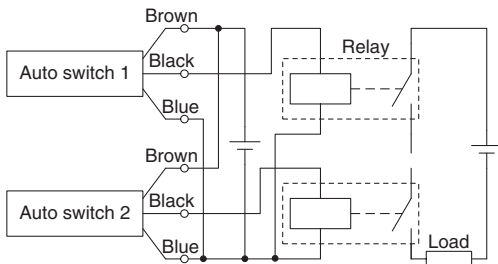 Brown
Auto switch 1
Black
Blue
Relay
Brown
Auto switch 2
Black
Blue
Load